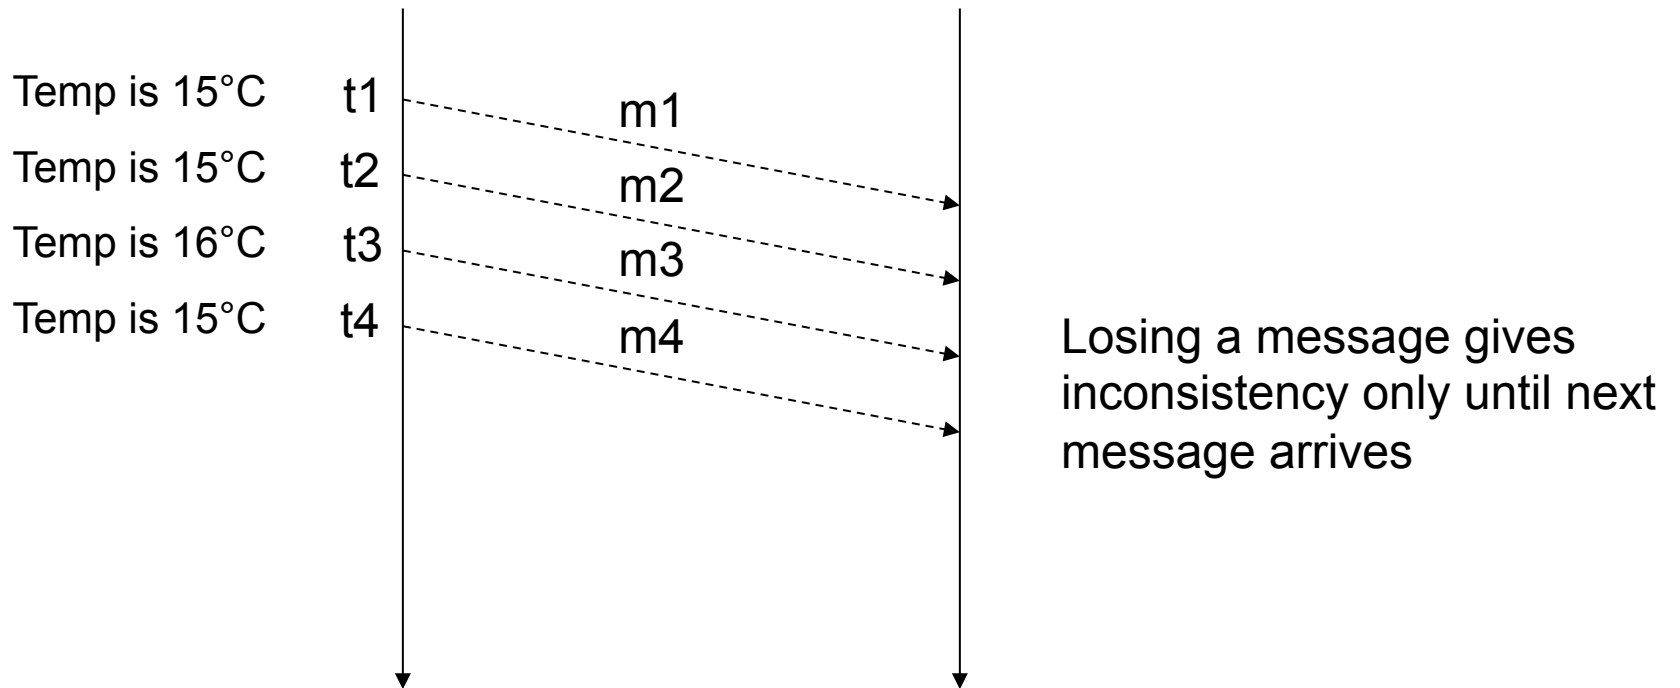 Temp is 15°C t1 m1
Temp is 15°C t2 m2
Temp is 16°C t3 m3
Temp is 15°C t4 m4
Losing a message gives
inconsistency only until next
message arrives